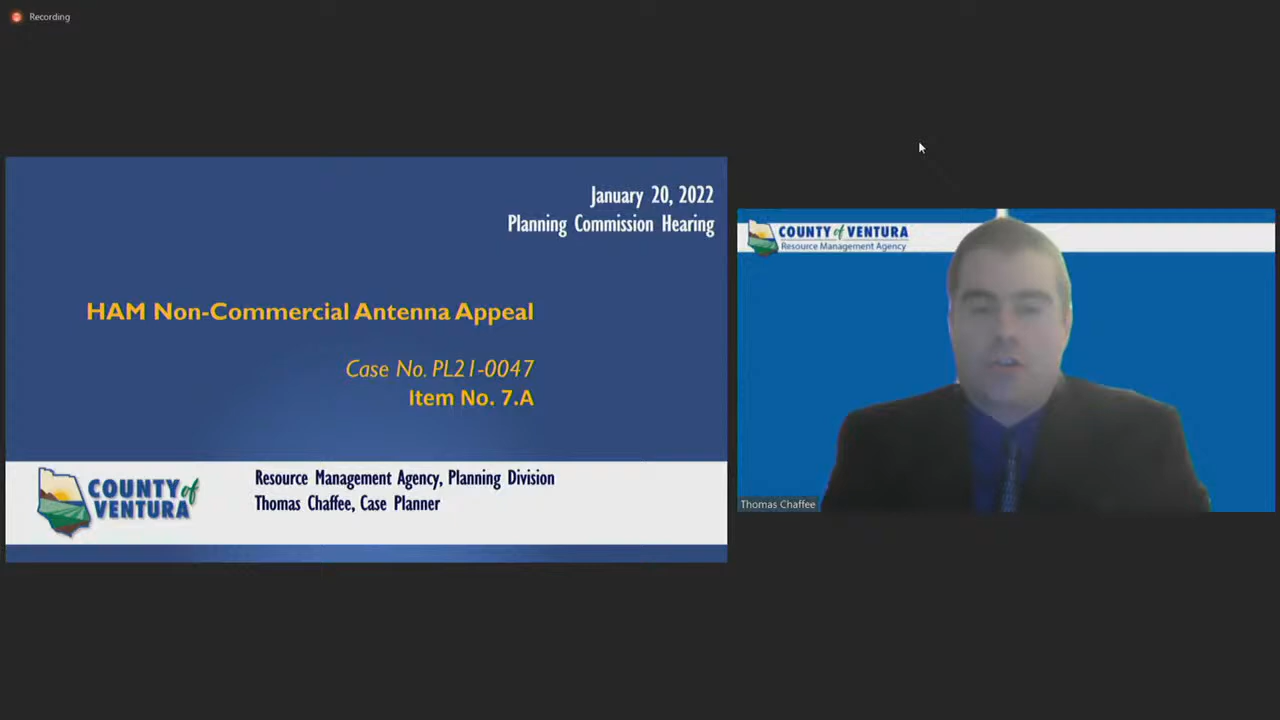 Recording
January 20, 2022
Planning Commission Hearing
HAM Non-Commercial Antenna Appeal
Case No. PL21-0047
Item No. 7.A
COUNTY of VENTURA
Resource Management Agency, Planning Division
Thomas Chaffee, Case Planner
COUNTY of VENTURA
Resource Management Agency
Thomas Chaffee